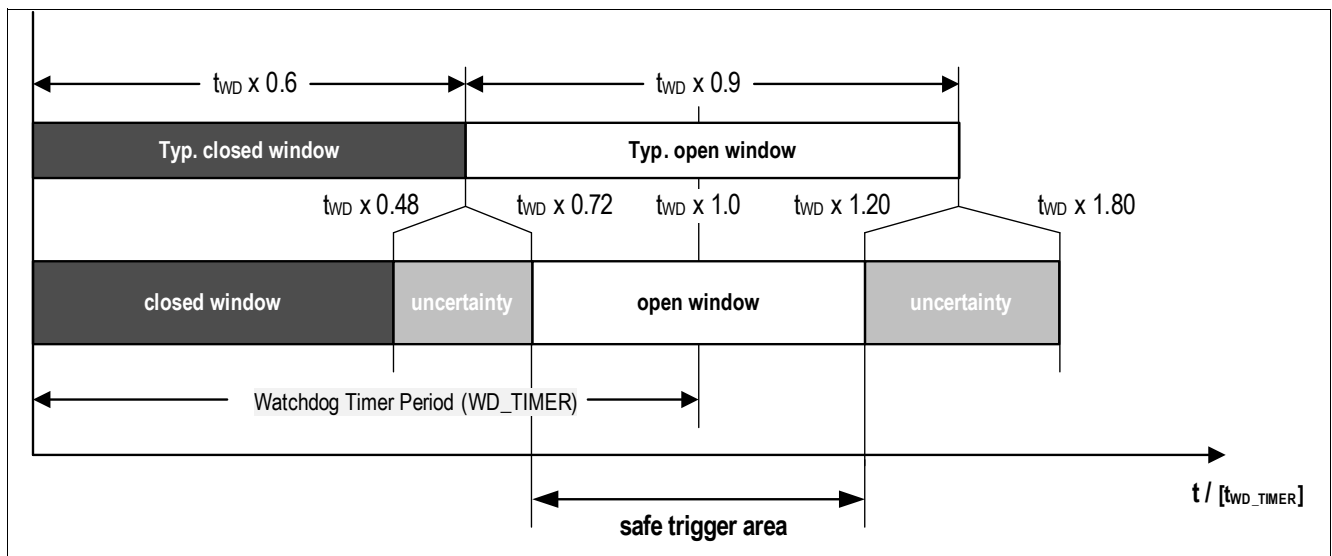 tWD x 0.6
tWD x 0.9
Typ. closed window
Typ. open window
tWD x 0.48
tWD x 0.72
tWD x 1.0
tWD x 1.20
tWD x 1.80
closed window
uncertainty
open window
uncertainty
Watchdog Timer Period (WD_TIMER)
t / [tWD_TIMER]
safe trigger area